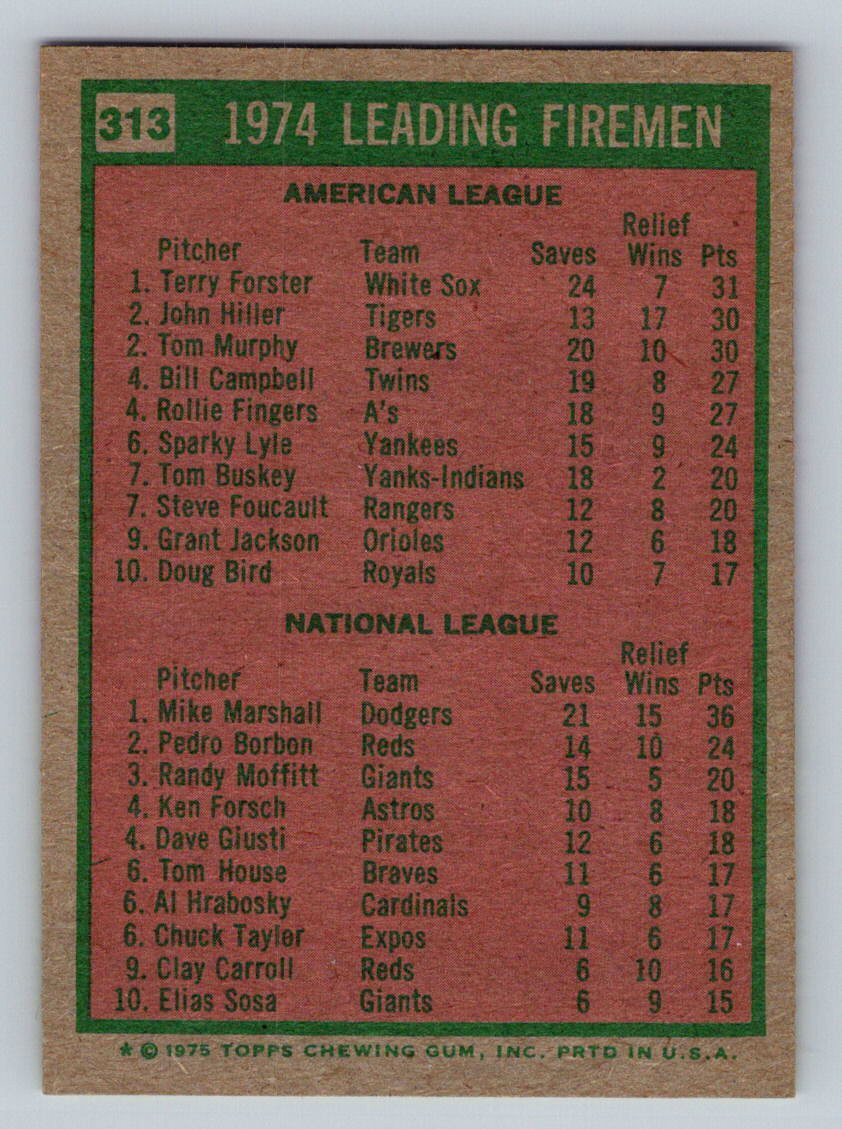 313 1974 LEADING FIREMEN
AMERICAN LEAGUE
Relief
Pitcher Team Saves Wins Pts
1. Terry Forster White Sox 24 7 31
2. John Hiller Tigers 13 17 30
2. Tom Murphy Brewers 20 10 30
4. Bill Campbell Twins 19 8 27
4. Rollie Fingers A's 18 9 27
6. Sparky Lyle Yankees 15 9 24
7. Tom Buskey Yanks-Indians 18 2 20
7. Steve Foucault Rangers 12 8 20
9. Grant Jackson Orioles 12 6 18
10. Doug Bird Royals 10 7 17
NATIONAL LEAGUE
Relief
Pitcher Team Saves Wins Pts
1. Mike Marshall Dodgers 21 15 36
2. Pedro Borbon Reds 14 10 24
3. Randy Moffitt Giants 15 5 20
4. Ken Forsch Astros 10 8 18
4. Dave Giusti Pirates 12 6 18
6. Tom House Braves 11 6 17
6. Al Hrabosky Cardinals 9 8 17
6. Chuck Taylor Expos 11 6 17
9. Clay Carroll Reds 6 10 16
10. Elias Sosa Giants 6 9 15
* © 1975 TOPPS CHEWING GUM, INC. PRTD IN U.S.A.